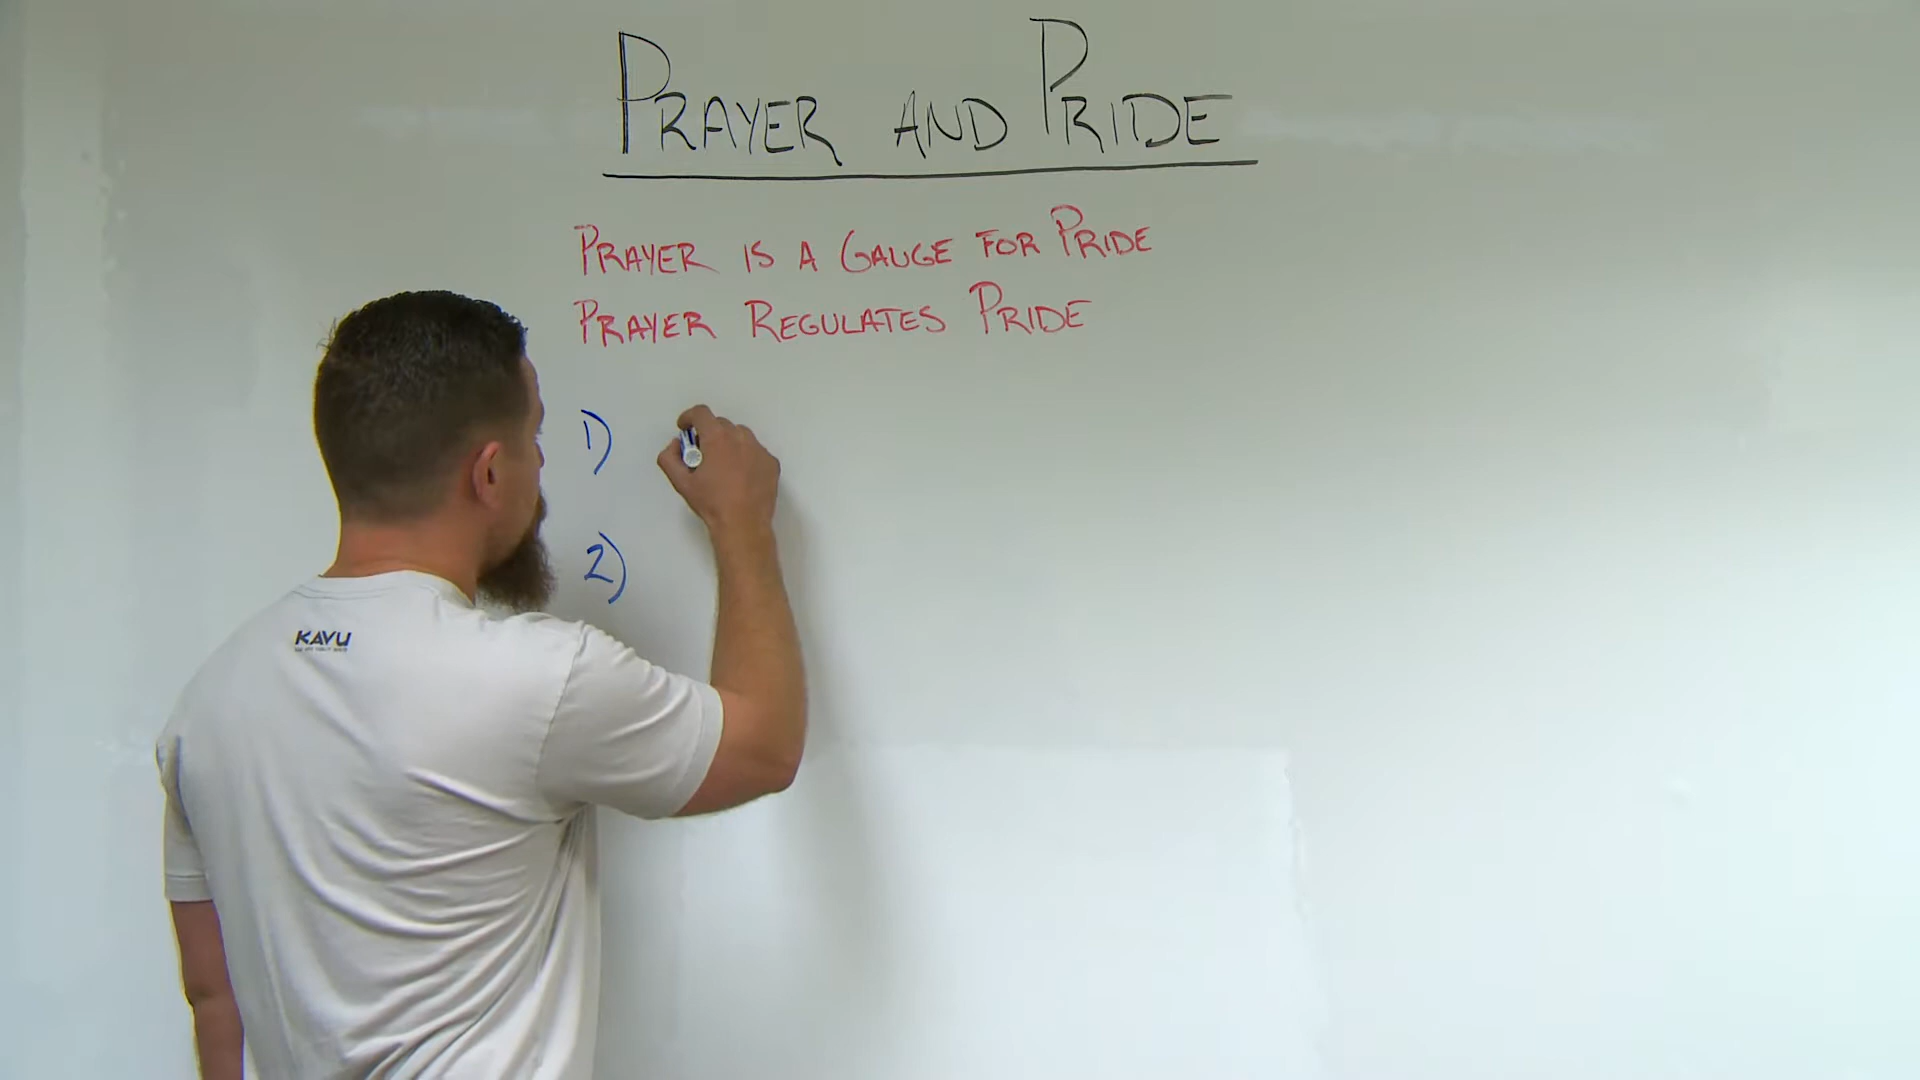 PRAYER AND PRIDE
PRAYER IS A GAUGE FOR PRIDE
PRAYER REGULATES PRIDE
1)
2)
KAVU